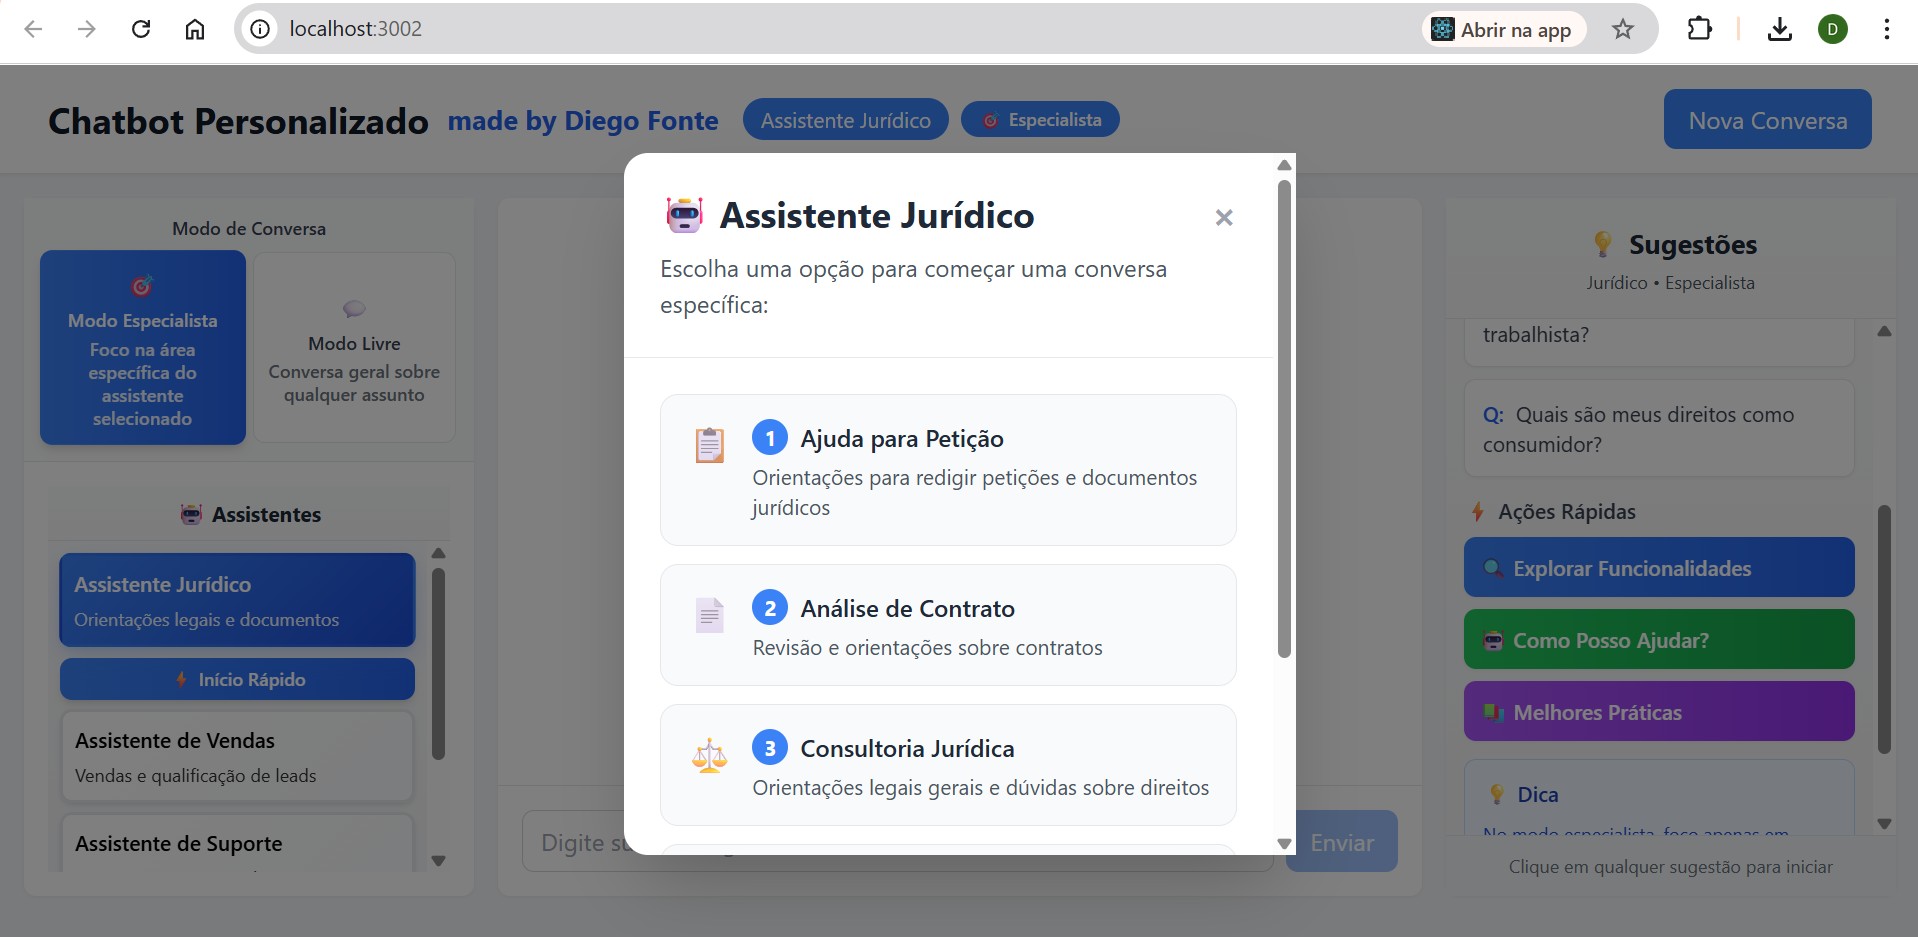 localhost:3002
Abrir na app
D
Chatbot Personalizado
made by Diego Fonte
Assistente Jurídico
Especialista
Nova Conversa
Modo de Conversa
Modo Especialista
Foco na área
específica do
assistente
selecionado
Modo Livre
Conversa geral sobre
qualquer assunto
Assistentes
Assistente Jurídico
Orientações legais e documentos
Início Rápido
Assistente de Vendas
Vendas e qualificação de leads
Assistente de Suporte
Assistente Jurídico
×
Escolha uma opção para começar uma conversa
específica:
1 Ajuda para Petição
Orientações para redigir petições e documentos
jurídicos
2 Análise de Contrato
Revisão e orientações sobre contratos
3 Consultoria Jurídica
Orientações legais gerais e dúvidas sobre direitos
Digite
Enviar
Sugestões
Jurídico • Especialista
trabalhista?
Q: Quais são meus direitos como
consumidor?
Ações Rápidas
Explorar Funcionalidades
Como Posso Ajudar?
Melhores Práticas
Dica
No modo especialista, foco apenas em
Clique em qualquer sugestão para iniciar